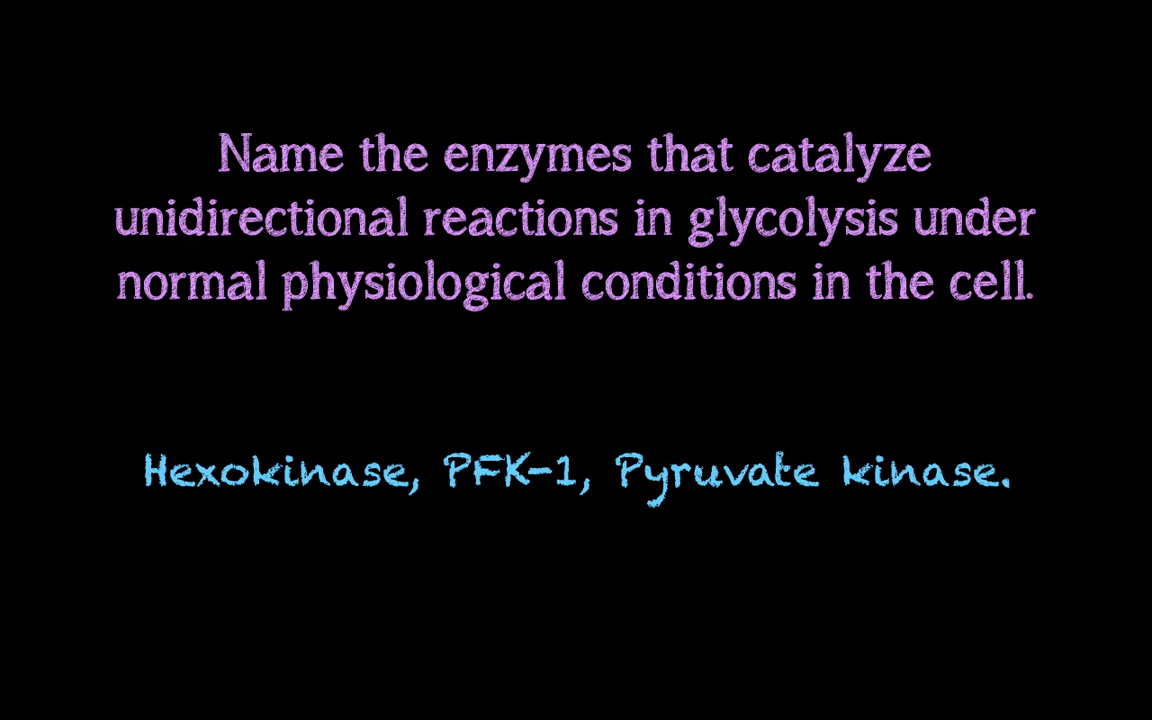 Name the enzymes that catalyze
unidirectional reactions in glycolysis under
normal physiological conditions in the cell.
Hexokinase, PFK-1, Pyruvate kinase.